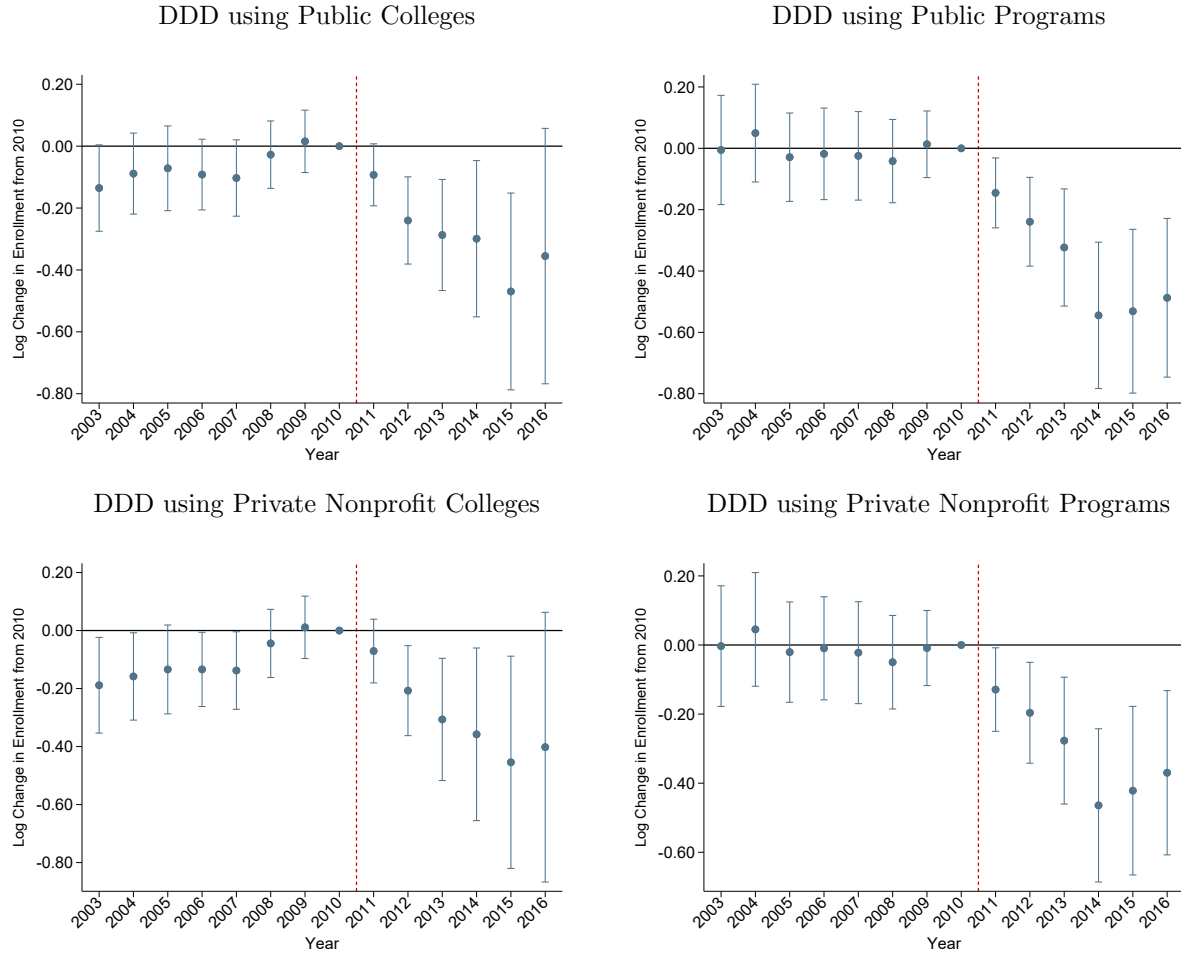 DDD using Public Colleges
Log Change in Enrollment from 2010
0.20
0.00
-0.20
-0.40
-0.60
-0.80
2003 2004 2005 2006 2007 2008 2009 2010 2011 2012 2013 2014 2015 2016
Year
DDD using Public Programs
Log Change in Enrollment from 2010
0.20
0.00
-0.20
-0.40
-0.60
-0.80
2003 2004 2005 2006 2007 2008 2009 2010 2011 2012 2013 2014 2015 2016
Year
DDD using Private Nonprofit Colleges
Log Change in Enrollment from 2010
0.20
0.00
-0.20
-0.40
-0.60
-0.80
2003 2004 2005 2006 2007 2008 2009 2010 2011 2012 2013 2014 2015 2016
Year
DDD using Private Nonprofit Programs
Log Change in Enrollment from 2010
0.20
0.00
-0.20
-0.40
-0.60
2003 2004 2005 2006 2007 2008 2009 2010 2011 2012 2013 2014 2015 2016
Year